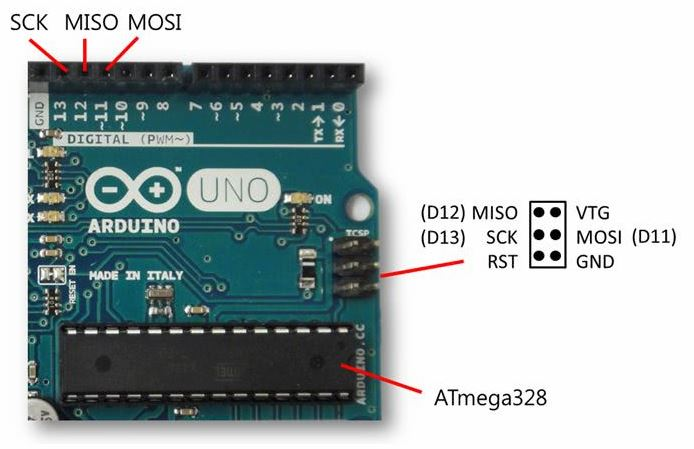 SCK MISO MOSI
GND 13 12 ~11 ~10 ~9 8 7 ~6 ~5 4 ~3 2 TX→1 RX←0
DIGITAL (PWM~)
UNO
ON
ARDUINO
ICSP
(D12) MISO VTG
(D13) SCK MOSI (D11)
RST GND
MADE IN ITALY
RESET EN
ARDUINO.CC
ATmega328